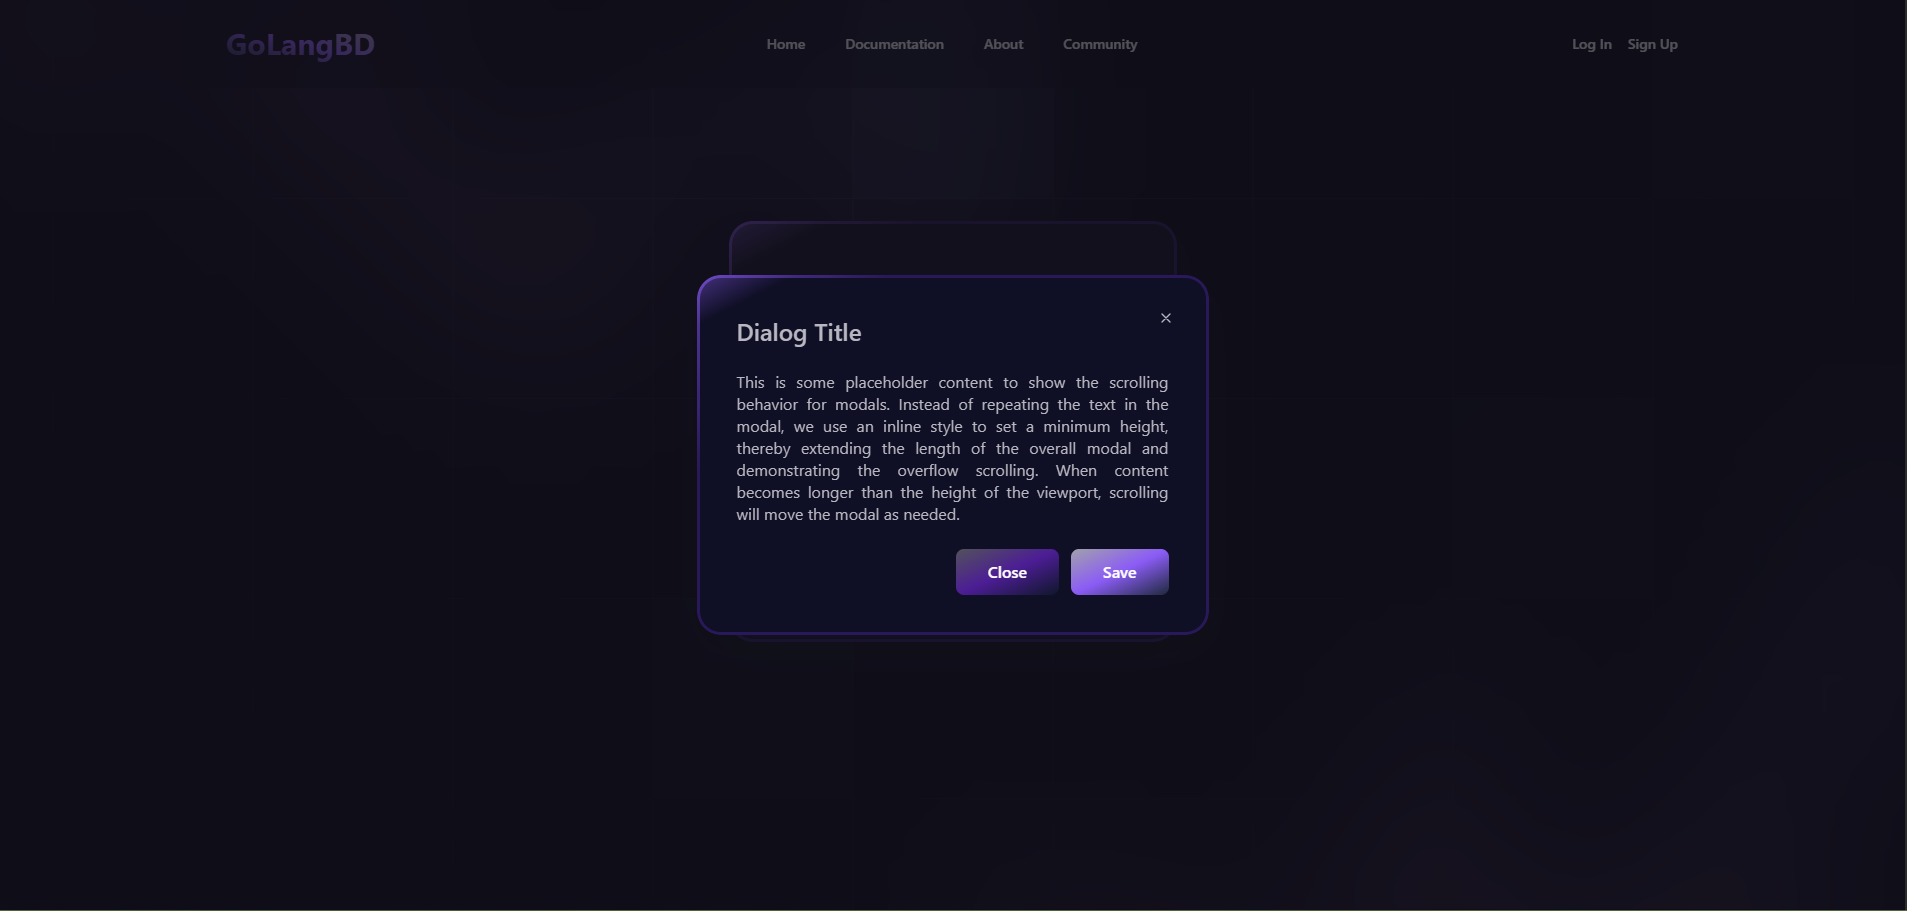 GoLangBD
Home Documentation About Community
Log In Sign Up
Dialog Title
×
This is some placeholder content to show the scrolling
behavior for modals. Instead of repeating the text in the
modal, we use an inline style to set a minimum height,
thereby extending the length of the overall modal and
demonstrating the overflow scrolling. When content
becomes longer than the height of the viewport, scrolling
will move the modal as needed.
Close Save